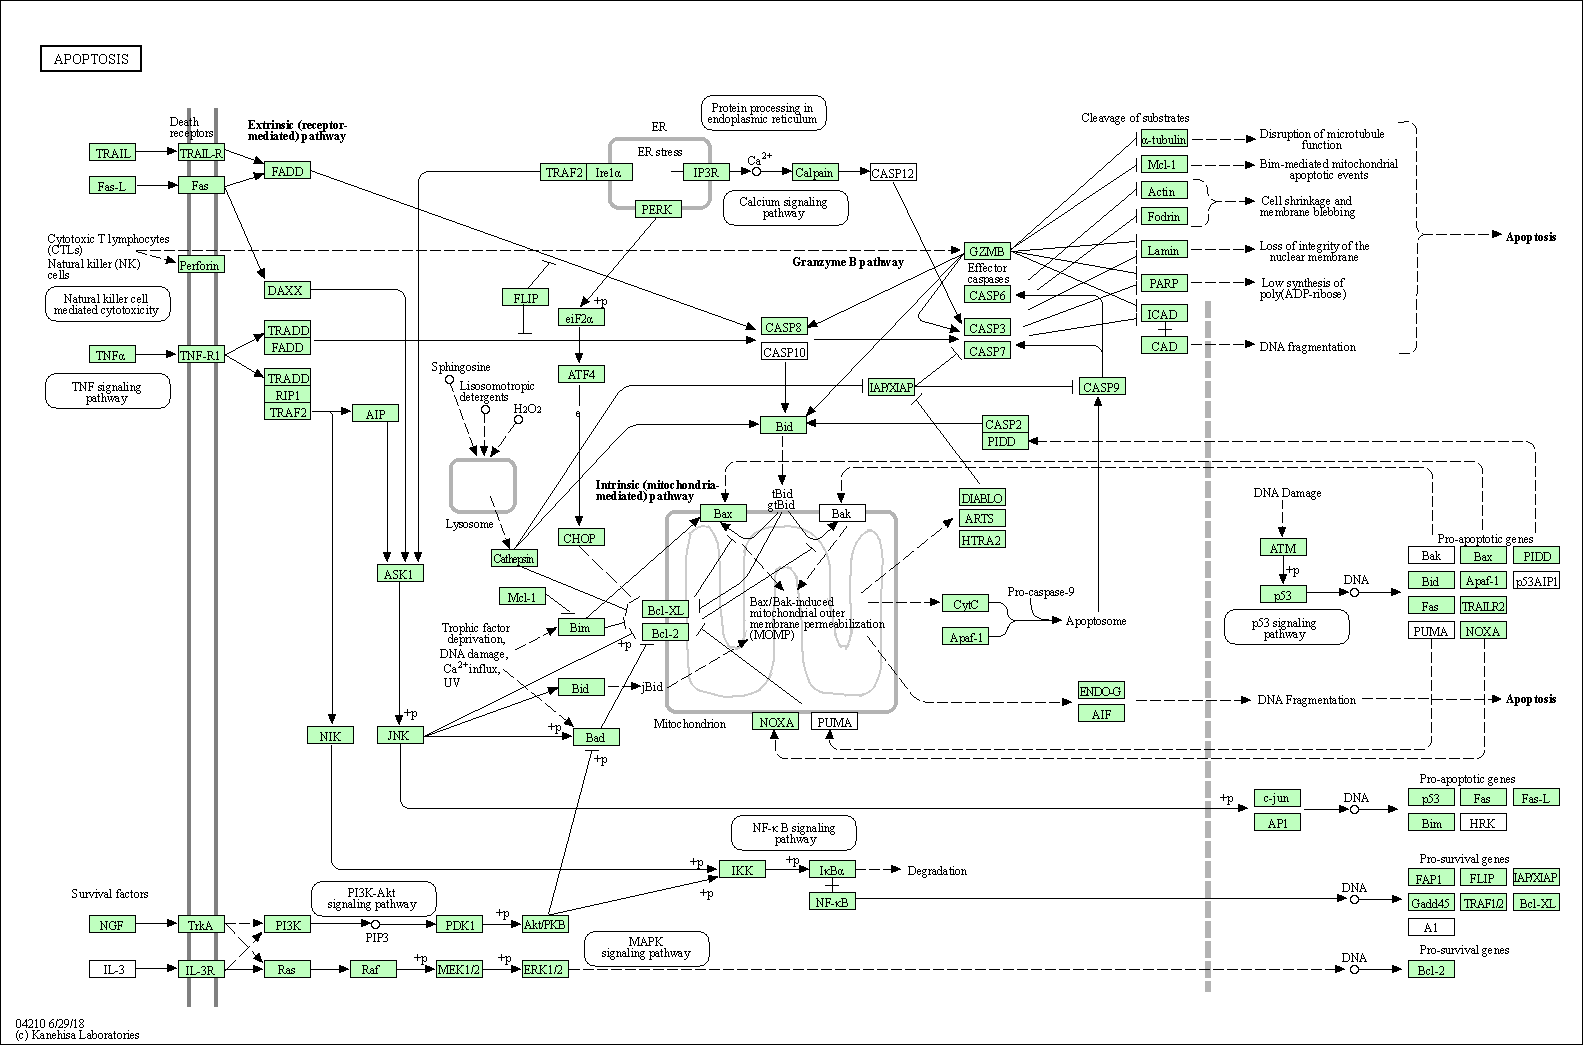 APOPTOSIS
Death
receptors
Extrinsic (receptor-
mediated) pathway
TRAIL
TRAIL-R
FADD
Fas-L
Fas
Cytotoxic T lymphocytes
(CTLs)
Natural killer (NK)
cells
Perforin
Natural killer cell
mediated cytotoxicity
DAXX
TRADD
FADD
TNFα
TNF-R1
TRADD
RIP1
TRAF2
AIP
TNF signaling
pathway
ER
ER stress
Protein processing in
endoplasmic reticulum
TRAF2
Ire1α
IP3R
Ca2+
Calpain
CASP12
PERK
Calcium signaling
pathway
Granzyme B pathway
FLIP
+p
eiF2α
ATF4
e
CHOP
GZMB
Effector
caspases
CASP6
CASP3
CASP7
CASP8
CASP10
IAP/XIAP
CASP9
Bid
CASP2
PIDD
Cleavage of substrates
α-tubulin
Disruption of microtubule
function
Mcl-1
Bim-mediated mitochondrial
apoptotic events
Actin
Fodrin
Cell shrinkage and
membrane blebbing
Apoptosis
Lamin
Loss of integrity of the
nuclear membrane
PARP
Low synthesis of
poly(ADP-ribose)
ICAD
CAD
DNA fragmentation
Sphingosine
Lisosomotropic
detergents
H2O2
Lysosome
Cathepsin
ASK1
Intrinsic (mitochondria-
mediated) pathway
tBid
gtBid
Bax
Bak
DIABLO
ARTS
HTRA2
Mcl-1
Bim
Bcl-XL
Bcl-2
+p
Bax/Bak-induced
mitochondrial outer
membrane permeabilization
(MOMP)
CytC
Apaf-1
Pro-caspase-9
Apoptosome
Trophic factor
deprivation,
DNA damage,
Ca2+ influx,
UV
Bid
jBid
Mitochondrion
NOXA
PUMA
ENDO-G
AIF
DNA Fragmentation
Apoptosis
DNA Damage
ATM
+p
p53
DNA
p53 signaling
pathway
Pro-apoptotic genes
Bak
Bax
PIDD
Bid
Apaf-1
p53AIP1
Fas
TRAILR2
PUMA
NOXA
NIK
+p
JNK
+p
Bad
+p
+p
c-jun
AP1
DNA
Pro-apoptotic genes
p53
Fas
Fas-L
Bim
HRK
NF-κB signaling
pathway
+p
IKK
+p
IκBα
Degradation
+p
NF-κB
DNA
Pro-survival genes
FAP1
FLIP
IAP/XIAP
Gadd45
TRAF1/2
Bcl-XL
A1
Survival factors
PI3K-Akt
signaling pathway
NGF
TrkA
PI3K
PIP3
PDK1
+p
Akt/PKB
MAPK
signaling pathway
IL-3
IL-3R
Ras
Raf
+p
MEK1/2
+p
ERK1/2
DNA
Pro-survival genes
Bcl-2
04210 6/29/18
(c) Kanehisa Laboratories